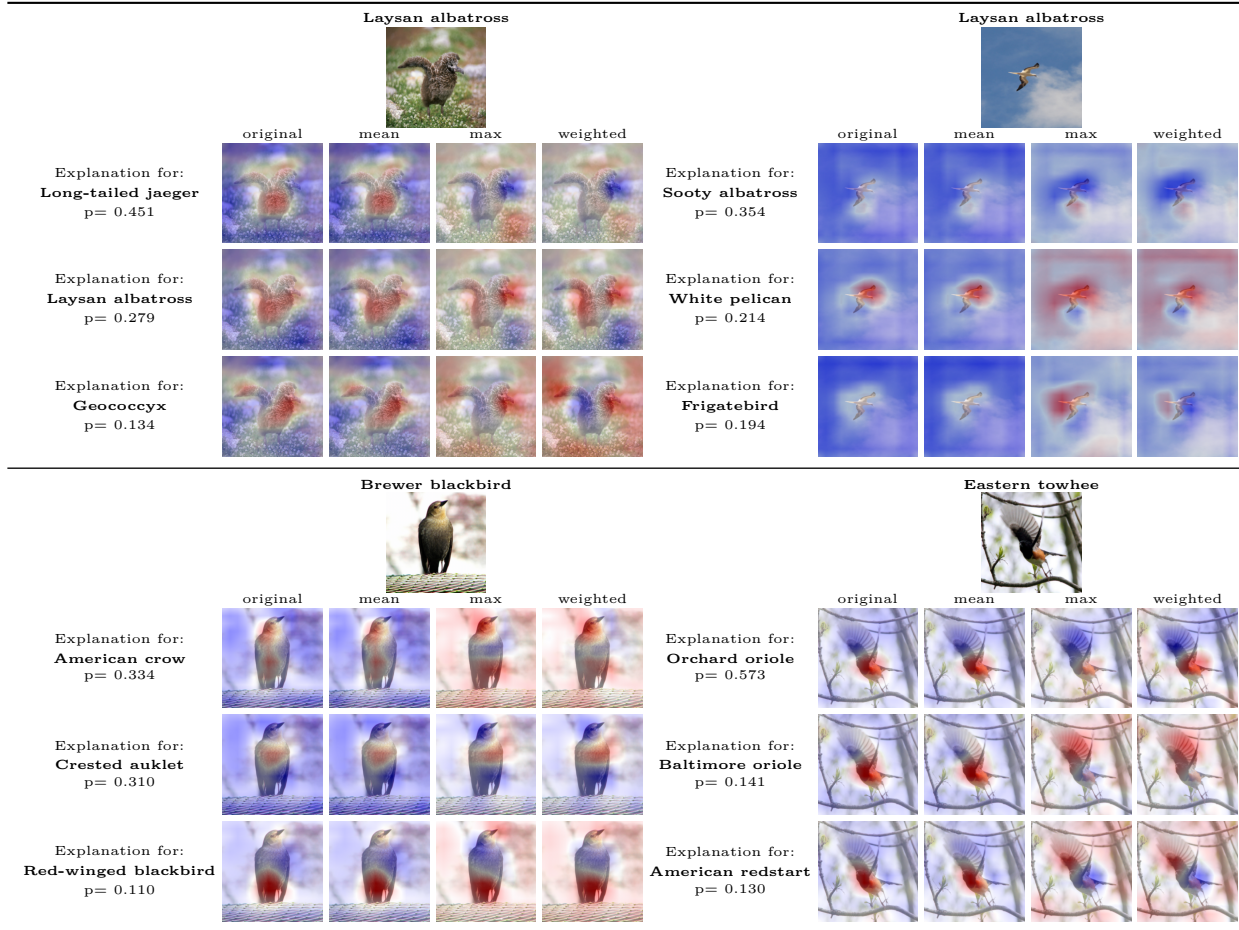 Laysan albatross
original mean max weighted
Explanation for:
Long-tailed jaeger
p= 0.451
Explanation for:
Laysan albatross
p= 0.279
Explanation for:
Geococcyx
p= 0.134
Laysan albatross
original mean max weighted
Explanation for:
Sooty albatross
p= 0.354
Explanation for:
White pelican
p= 0.214
Explanation for:
Frigatebird
p= 0.194
Brewer blackbird
original mean max weighted
Explanation for:
American crow
p= 0.334
Explanation for:
Crested auklet
p= 0.310
Explanation for:
Red-winged blackbird
p= 0.110
Eastern towhee
original mean max weighted
Explanation for:
Orchard oriole
p= 0.573
Explanation for:
Baltimore oriole
p= 0.141
Explanation for:
American redstart
p= 0.130